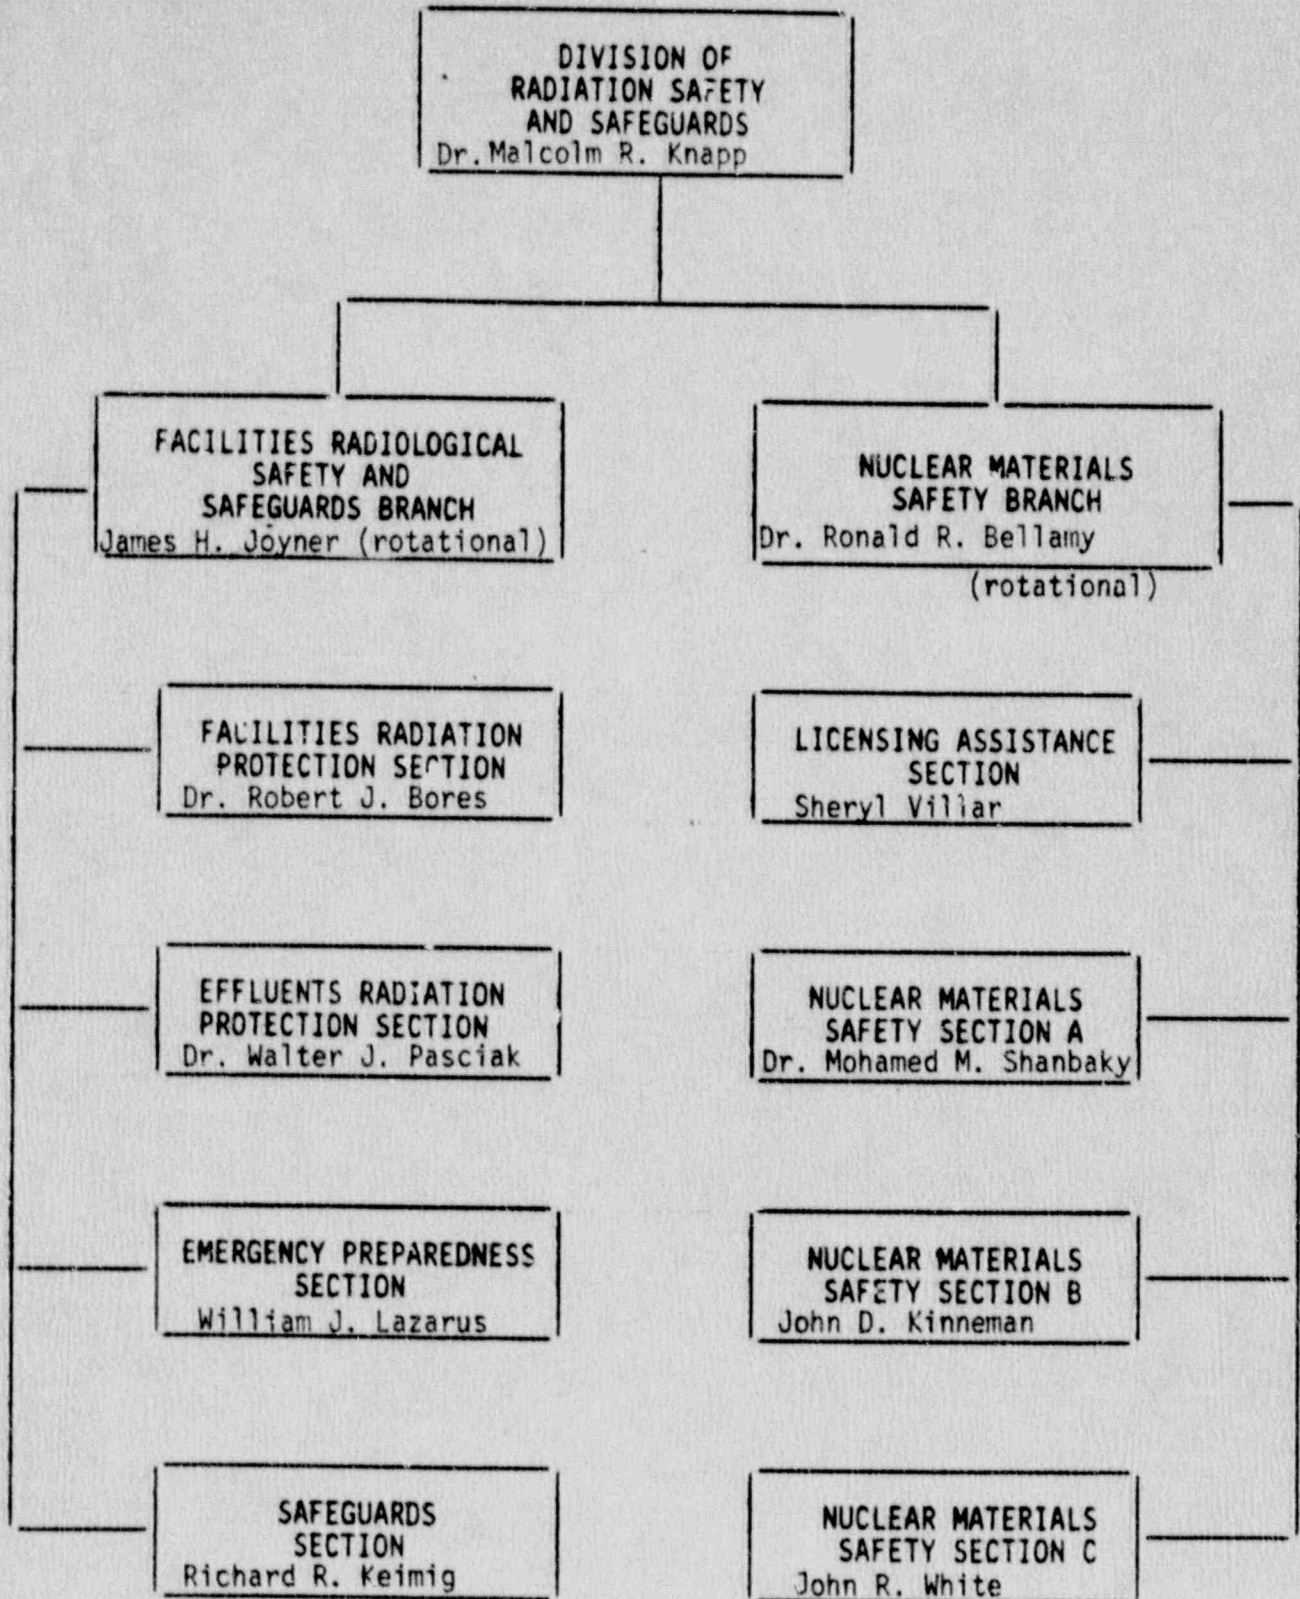 DIVISION OF
RADIATION SAFETY
AND SAFEGUARDS
Dr. Malcolm R. Knapp
FACILITIES RADIOLOGICAL
SAFETY AND
SAFEGUARDS BRANCH
James H. Joyner (rotational)
NUCLEAR MATERIALS
SAFETY BRANCH
Dr. Ronald R. Bellamy
(rotational)
FACILITIES RADIATION
PROTECTION SECTION
Dr. Robert J. Bores
LICENSING ASSISTANCE
SECTION
Sheryl Villar
EFFLUENTS RADIATION
PROTECTION SECTION
Dr. Walter J. Pasciak
NUCLEAR MATERIALS
SAFETY SECTION A
Dr. Mohamed M. Shanbaky
EMERGENCY PREPAREDNESS
SECTION
William J. Lazarus
NUCLEAR MATERIALS
SAFETY SECTION B
John D. Kinneman
SAFEGUARDS
SECTION
Richard R. Keimig
NUCLEAR MATERIALS
SAFETY SECTION C
John R. White